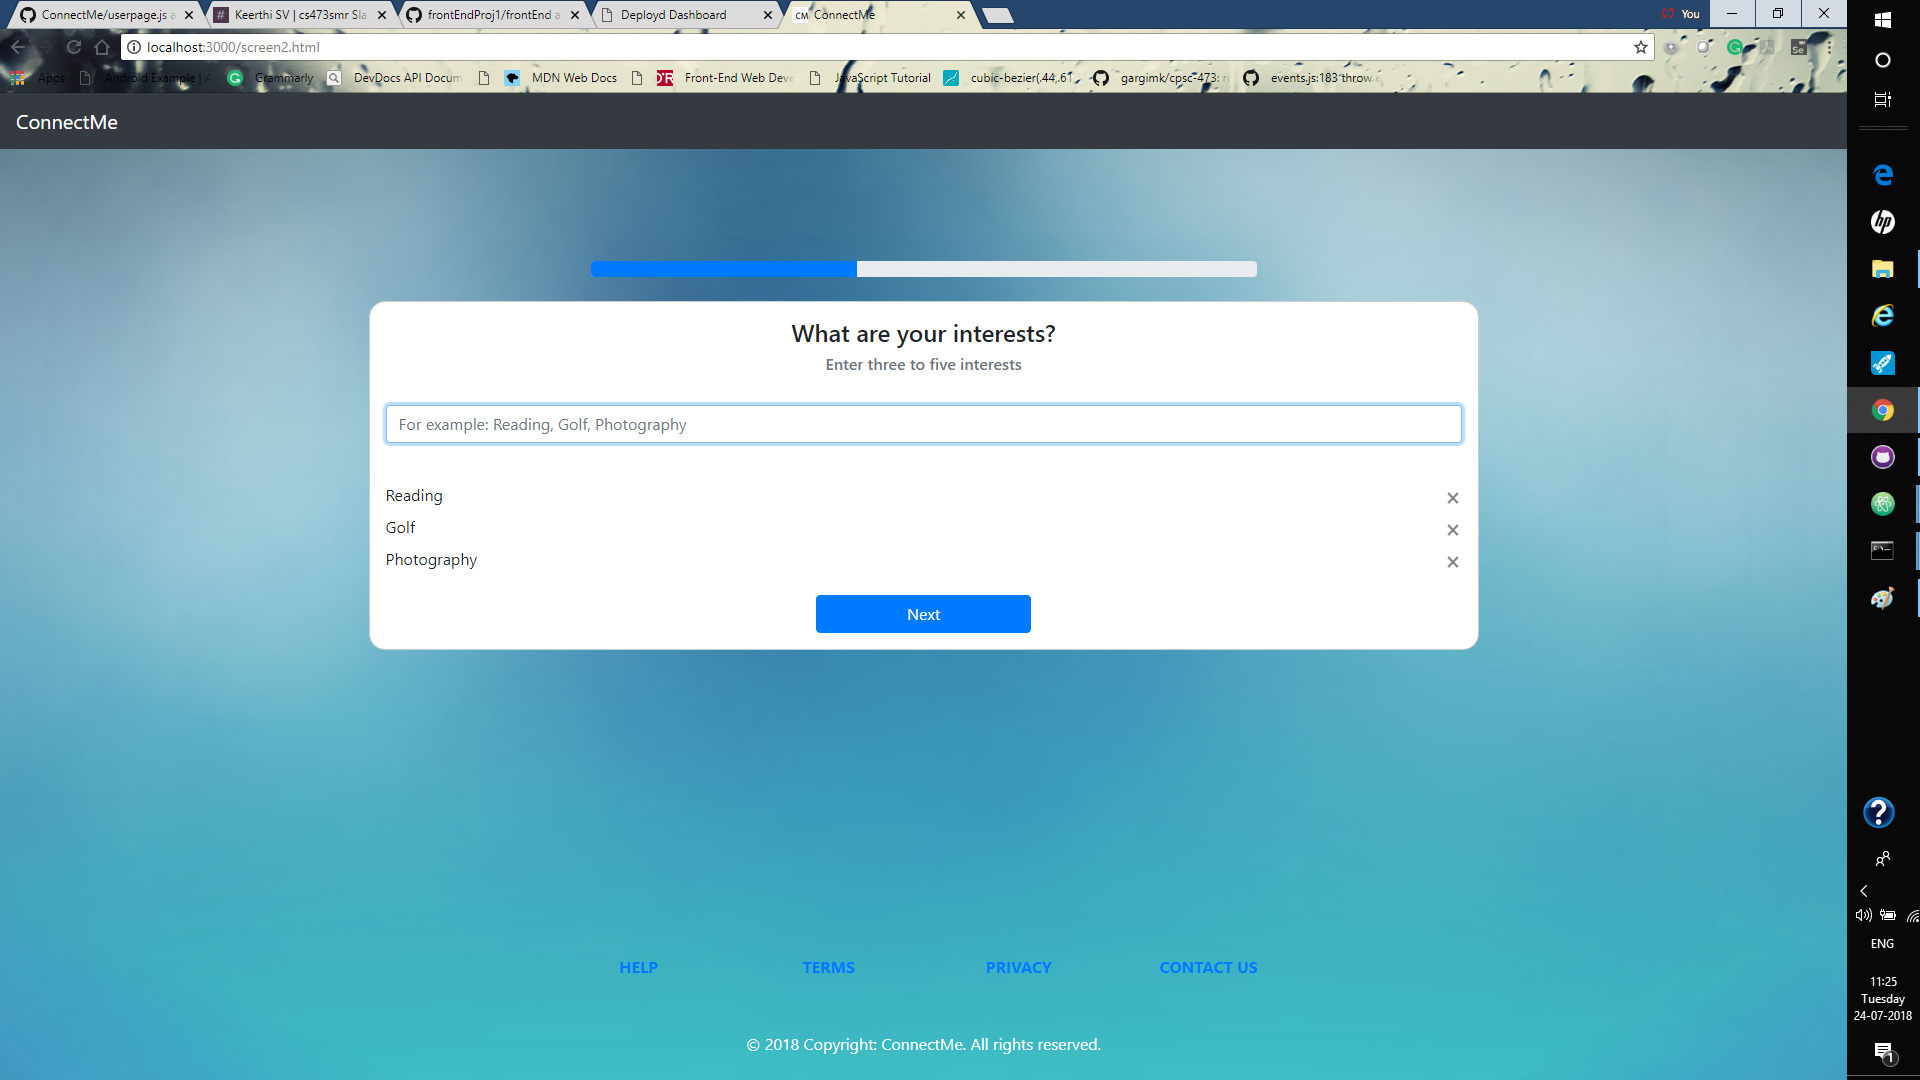 ConnectMe/userpage.js a
Keerthi SV | cs473smr Sla
frontEndProj1/frontEnd a
Deployd Dashboard
CM ConnectMe
You
localhost:3000/screen2.html
Apps
Android Example | A
Grammarly
DevDocs API Docum
MDN Web Docs
Front-End Web Deve
JavaScript Tutorial
cubic-bezier(.44,.61
gargimk/cpsc-473: r
events.js:183 throw e
ConnectMe
What are your interests?
Enter three to five interests
For example: Reading, Golf, Photography
Reading
Golf
Photography
Next
HELP
TERMS
PRIVACY
CONTACT US
© 2018 Copyright: ConnectMe. All rights reserved.
ENG
11:25
Tuesday
24-07-2018
1